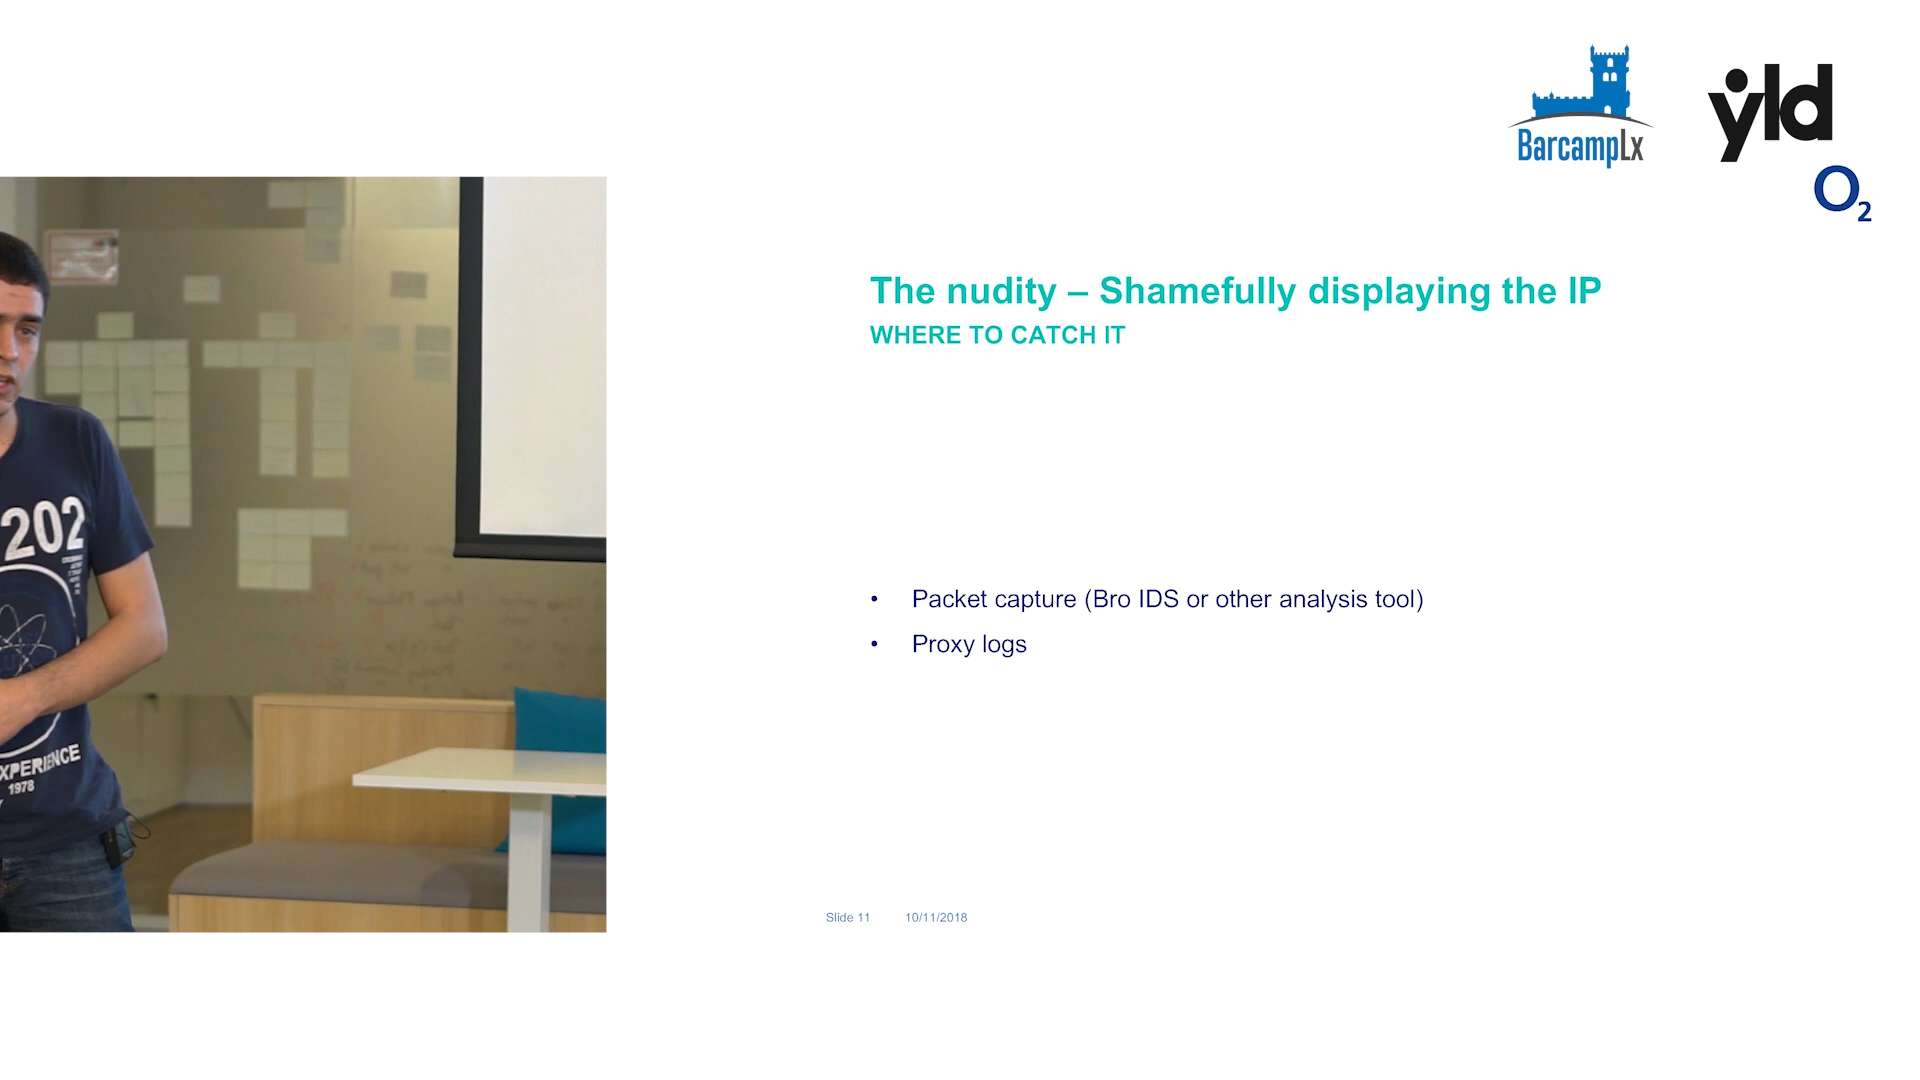 BarcampLx
yld
O2
The nudity – Shamefully displaying the IP
WHERE TO CATCH IT
• Packet capture (Bro IDS or other analysis tool)
• Proxy logs
Slide 11 10/11/2018
202
XPERIENCE
1978